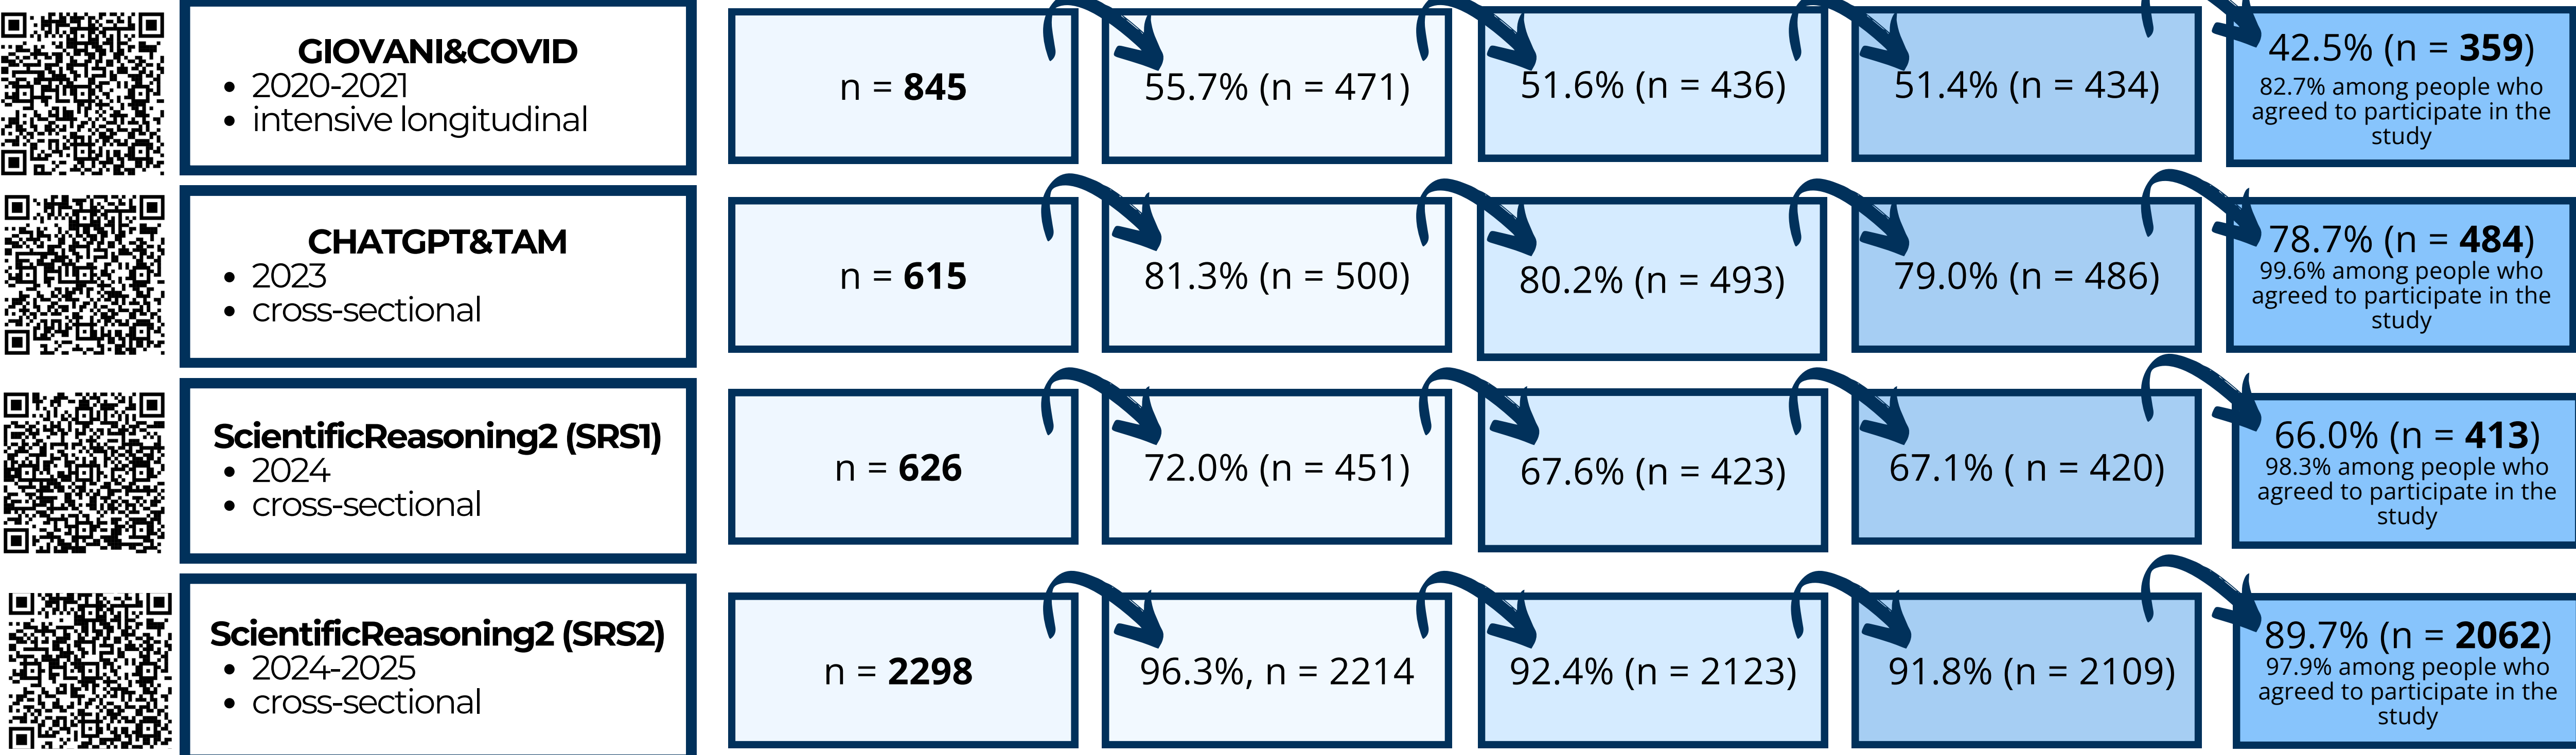 GIOVANI&COVID
• 2020-2021
• intensive longitudinal
n = 845
55.7% (n = 471)
51.6% (n = 436)
51.4% (n = 434)
42.5% (n = 359)
82.7% among people who
agreed to participate in the
study
CHATGPT&TAM
• 2023
• cross-sectional
n = 615
81.3% (n = 500)
80.2% (n = 493)
79.0% (n = 486)
78.7% (n = 484)
99.6% among people who
agreed to participate in the
study
ScientificReasoning2 (SRS1)
• 2024
• cross-sectional
n = 626
72.0% (n = 451)
67.6% (n = 423)
67.1% ( n = 420)
66.0% (n = 413)
98.3% among people who
agreed to participate in the
study
ScientificReasoning2 (SRS2)
• 2024-2025
• cross-sectional
n = 2298
96.3%, n = 2214
92.4% (n = 2123)
91.8% (n = 2109)
89.7% (n = 2062)
97.9% among people who
agreed to participate in the
study